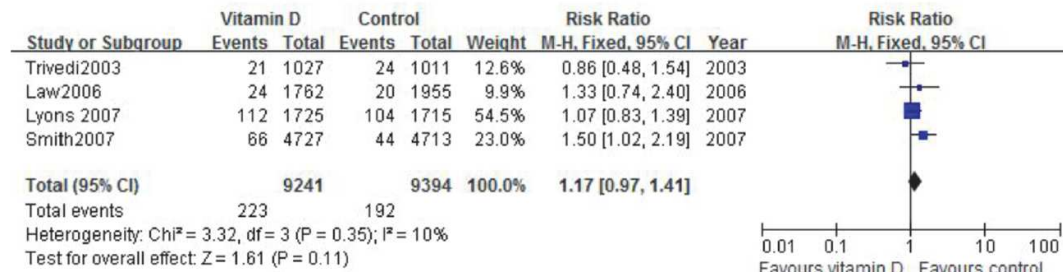 Vitamin D Control Risk Ratio Risk Ratio
Study or Subgroup Events Total Events Total Weight M-H, Fixed, 95% CI Year M-H, Fixed, 95% CI
Trivedi2003 21 1027 24 1011 12.6% 0.86 [0.48, 1.54] 2003
Law2006 24 1762 20 1955 9.9% 1.33 [0.74, 2.40] 2006
Lyons 2007 112 1725 104 1715 54.5% 1.07 [0.83, 1.39] 2007
Smith2007 66 4727 44 4713 23.0% 1.50 [1.02, 2.19] 2007
Total (95% CI) 9241 9394 100.0% 1.17 [0.97, 1.41]
Total events 223 192
Heterogeneity: Chi² = 3.32, df = 3 (P = 0.35); I² = 10%
Test for overall effect: Z = 1.61 (P = 0.11)
0.01 0.1 1 10 100
Favours vitamin D Favours control